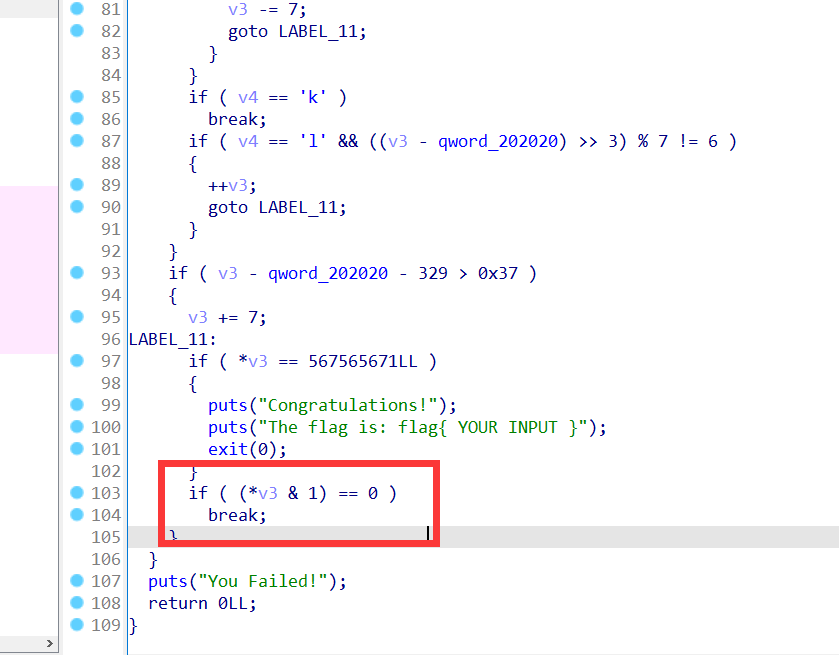 81 v3 -= 7;
82 goto LABEL_11;
83 }
84 }
85 if ( v4 == 'k' )
86 break;
87 if ( v4 == 'l' && ((v3 - qword_202020) >> 3) % 7 != 6 )
88 {
89 ++v3;
90 goto LABEL_11;
91 }
92 }
93 if ( v3 - qword_202020 - 329 > 0x37 )
94 {
95 v3 += 7;
96 LABEL_11:
97 if ( *v3 == 567565671LL )
98 {
99 puts("Congratulations!");
100 puts("The flag is: flag{ YOUR INPUT }");
101 exit(0);
102 }
103 if ( (*v3 & 1) == 0 )
104 break;
105 }
106 }
107 puts("You Failed!");
108 return 0LL;
109 }